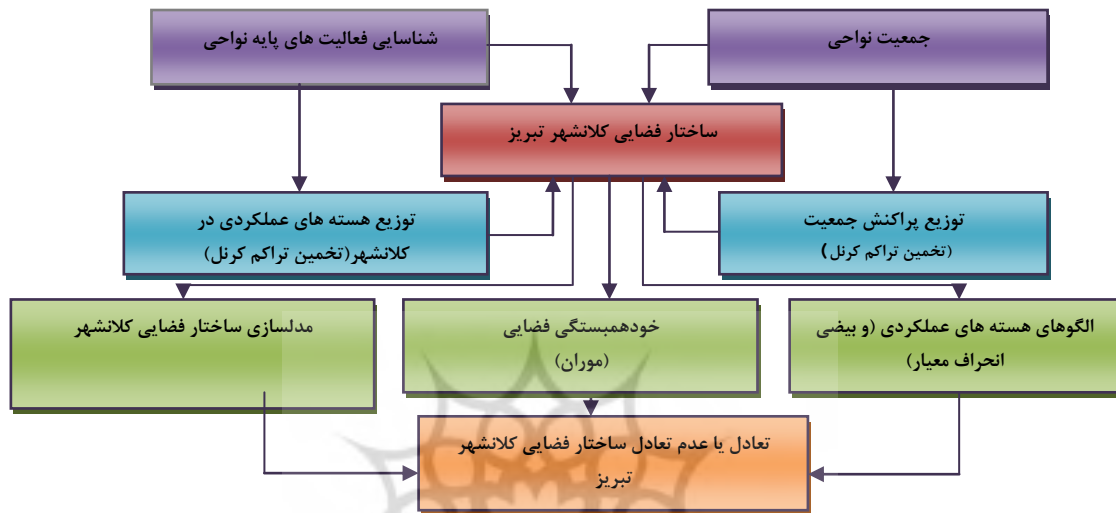 جمعیت نواحی
شناسایی فعالیت های پایه نواحی
ساختار فضایی کلانشهر تبریز
توزیع پراکنش جمعیت
(تخمین تراکم کرنل)
توزیع هسته های عملکردی در
کلانشهر(تخمین تراکم کرنل)
الگوهای هسته های عملکردی (و بیضی
انحراف معیار)
خودهمبستگی فضایی
(موران)
مدلسازی ساختار فضایی کلانشهر
تعادل یا عدم تعادل ساختار فضایی کلانشهر
تبریز